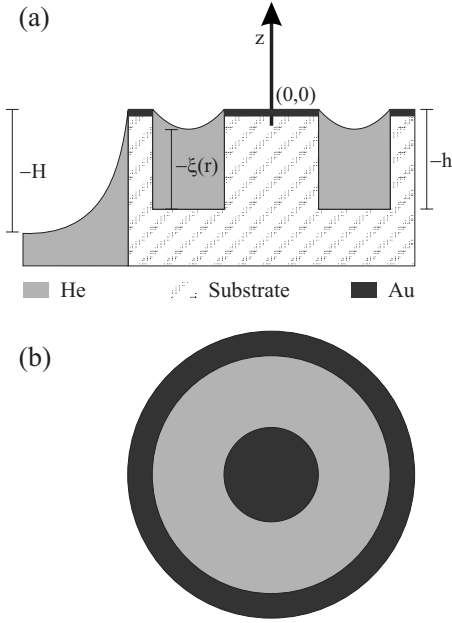 (a)
z
(0,0)
−H
−ξ(r)
−h
He
Substrate
Au
(b)